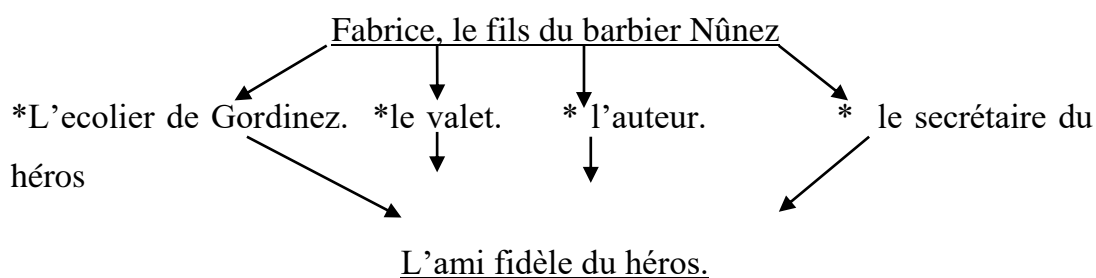 Fabrice, le fils du barbier Nûnez
*L’ecolier de Gordinez. *le valet. * l’auteur. * le secrétaire du
héros
L’ami fidèle du héros.